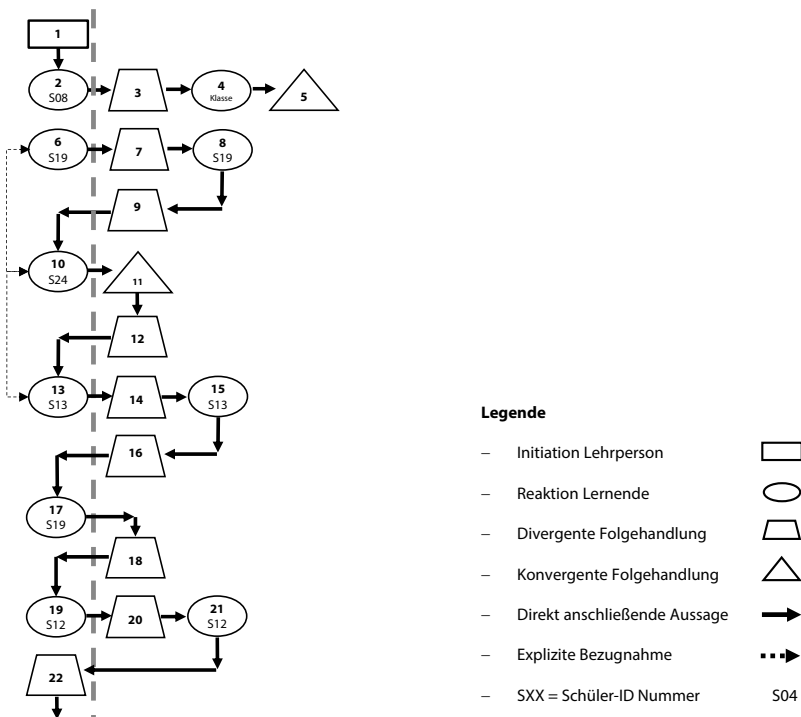 1
2
S08
3
4
Klasse
5
6
S19
7
8
S19
9
10
S24
11
12
13
S13
14
15
S13
16
17
S19
18
19
S12
20
21
S12
22
Legende
– Initiation Lehrperson
– Reaktion Lernende
– Divergente Folgehandlung
– Konvergente Folgehandlung
– Direkt anschließende Aussage
– Explizite Bezugnahme
– SXX = Schüler-ID Nummer S04